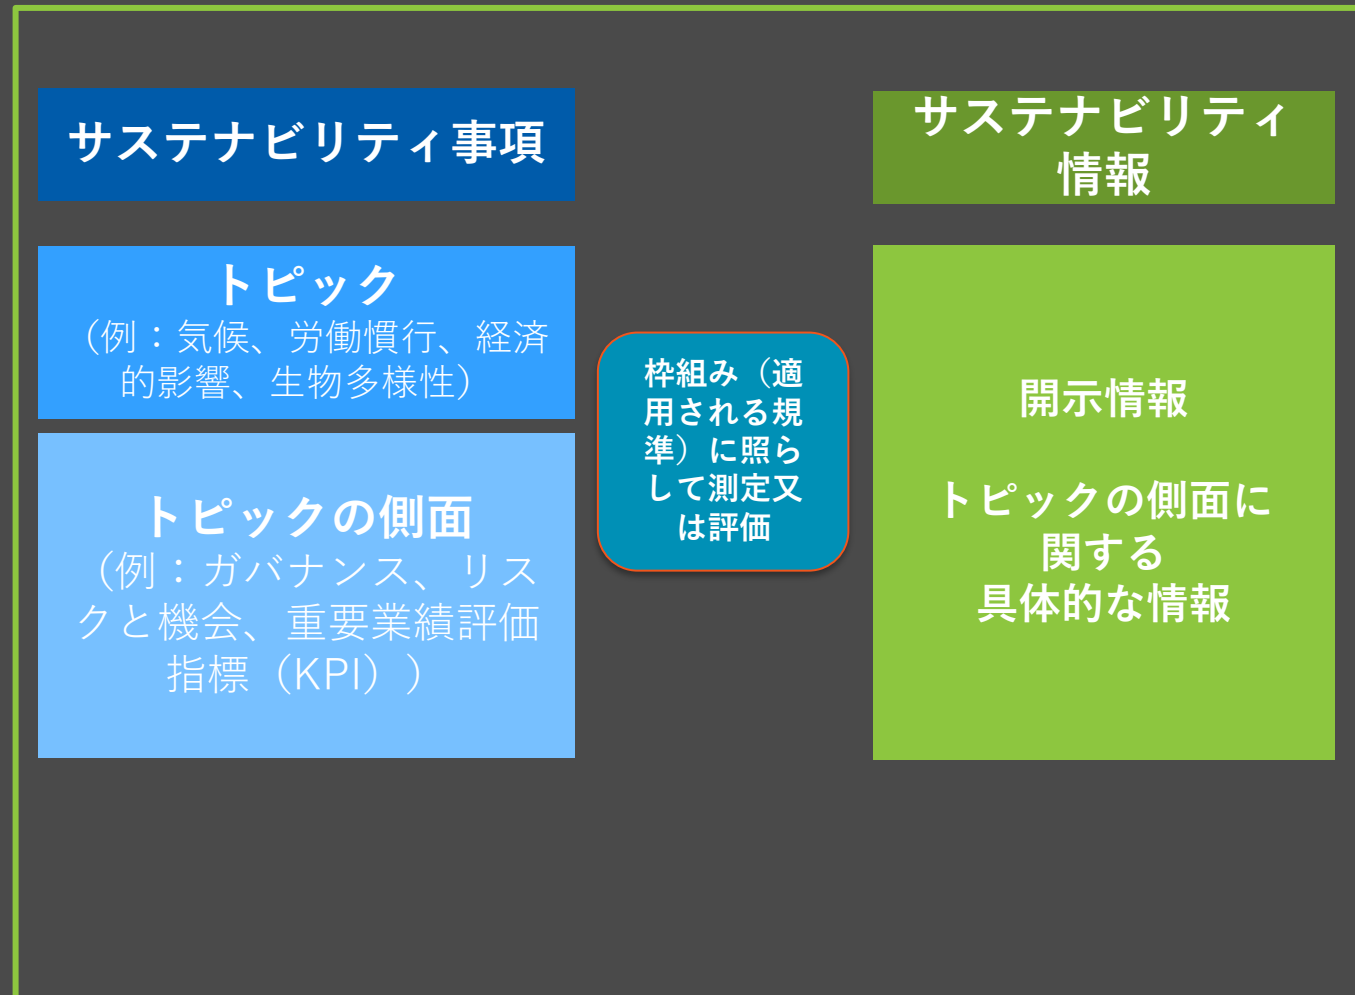 サステナビリティ事項
トピック
（例：気候、労働慣行、経済
的影響、生物多様性）
トピックの側面
（例：ガバナンス、リス
クと機会、重要業績評価
指標（KPI））
枠組み（適
用される規
準）に照ら
して測定又
は評価
サステナビリティ
情報
開示情報
トピックの側面に
関する
具体的な情報